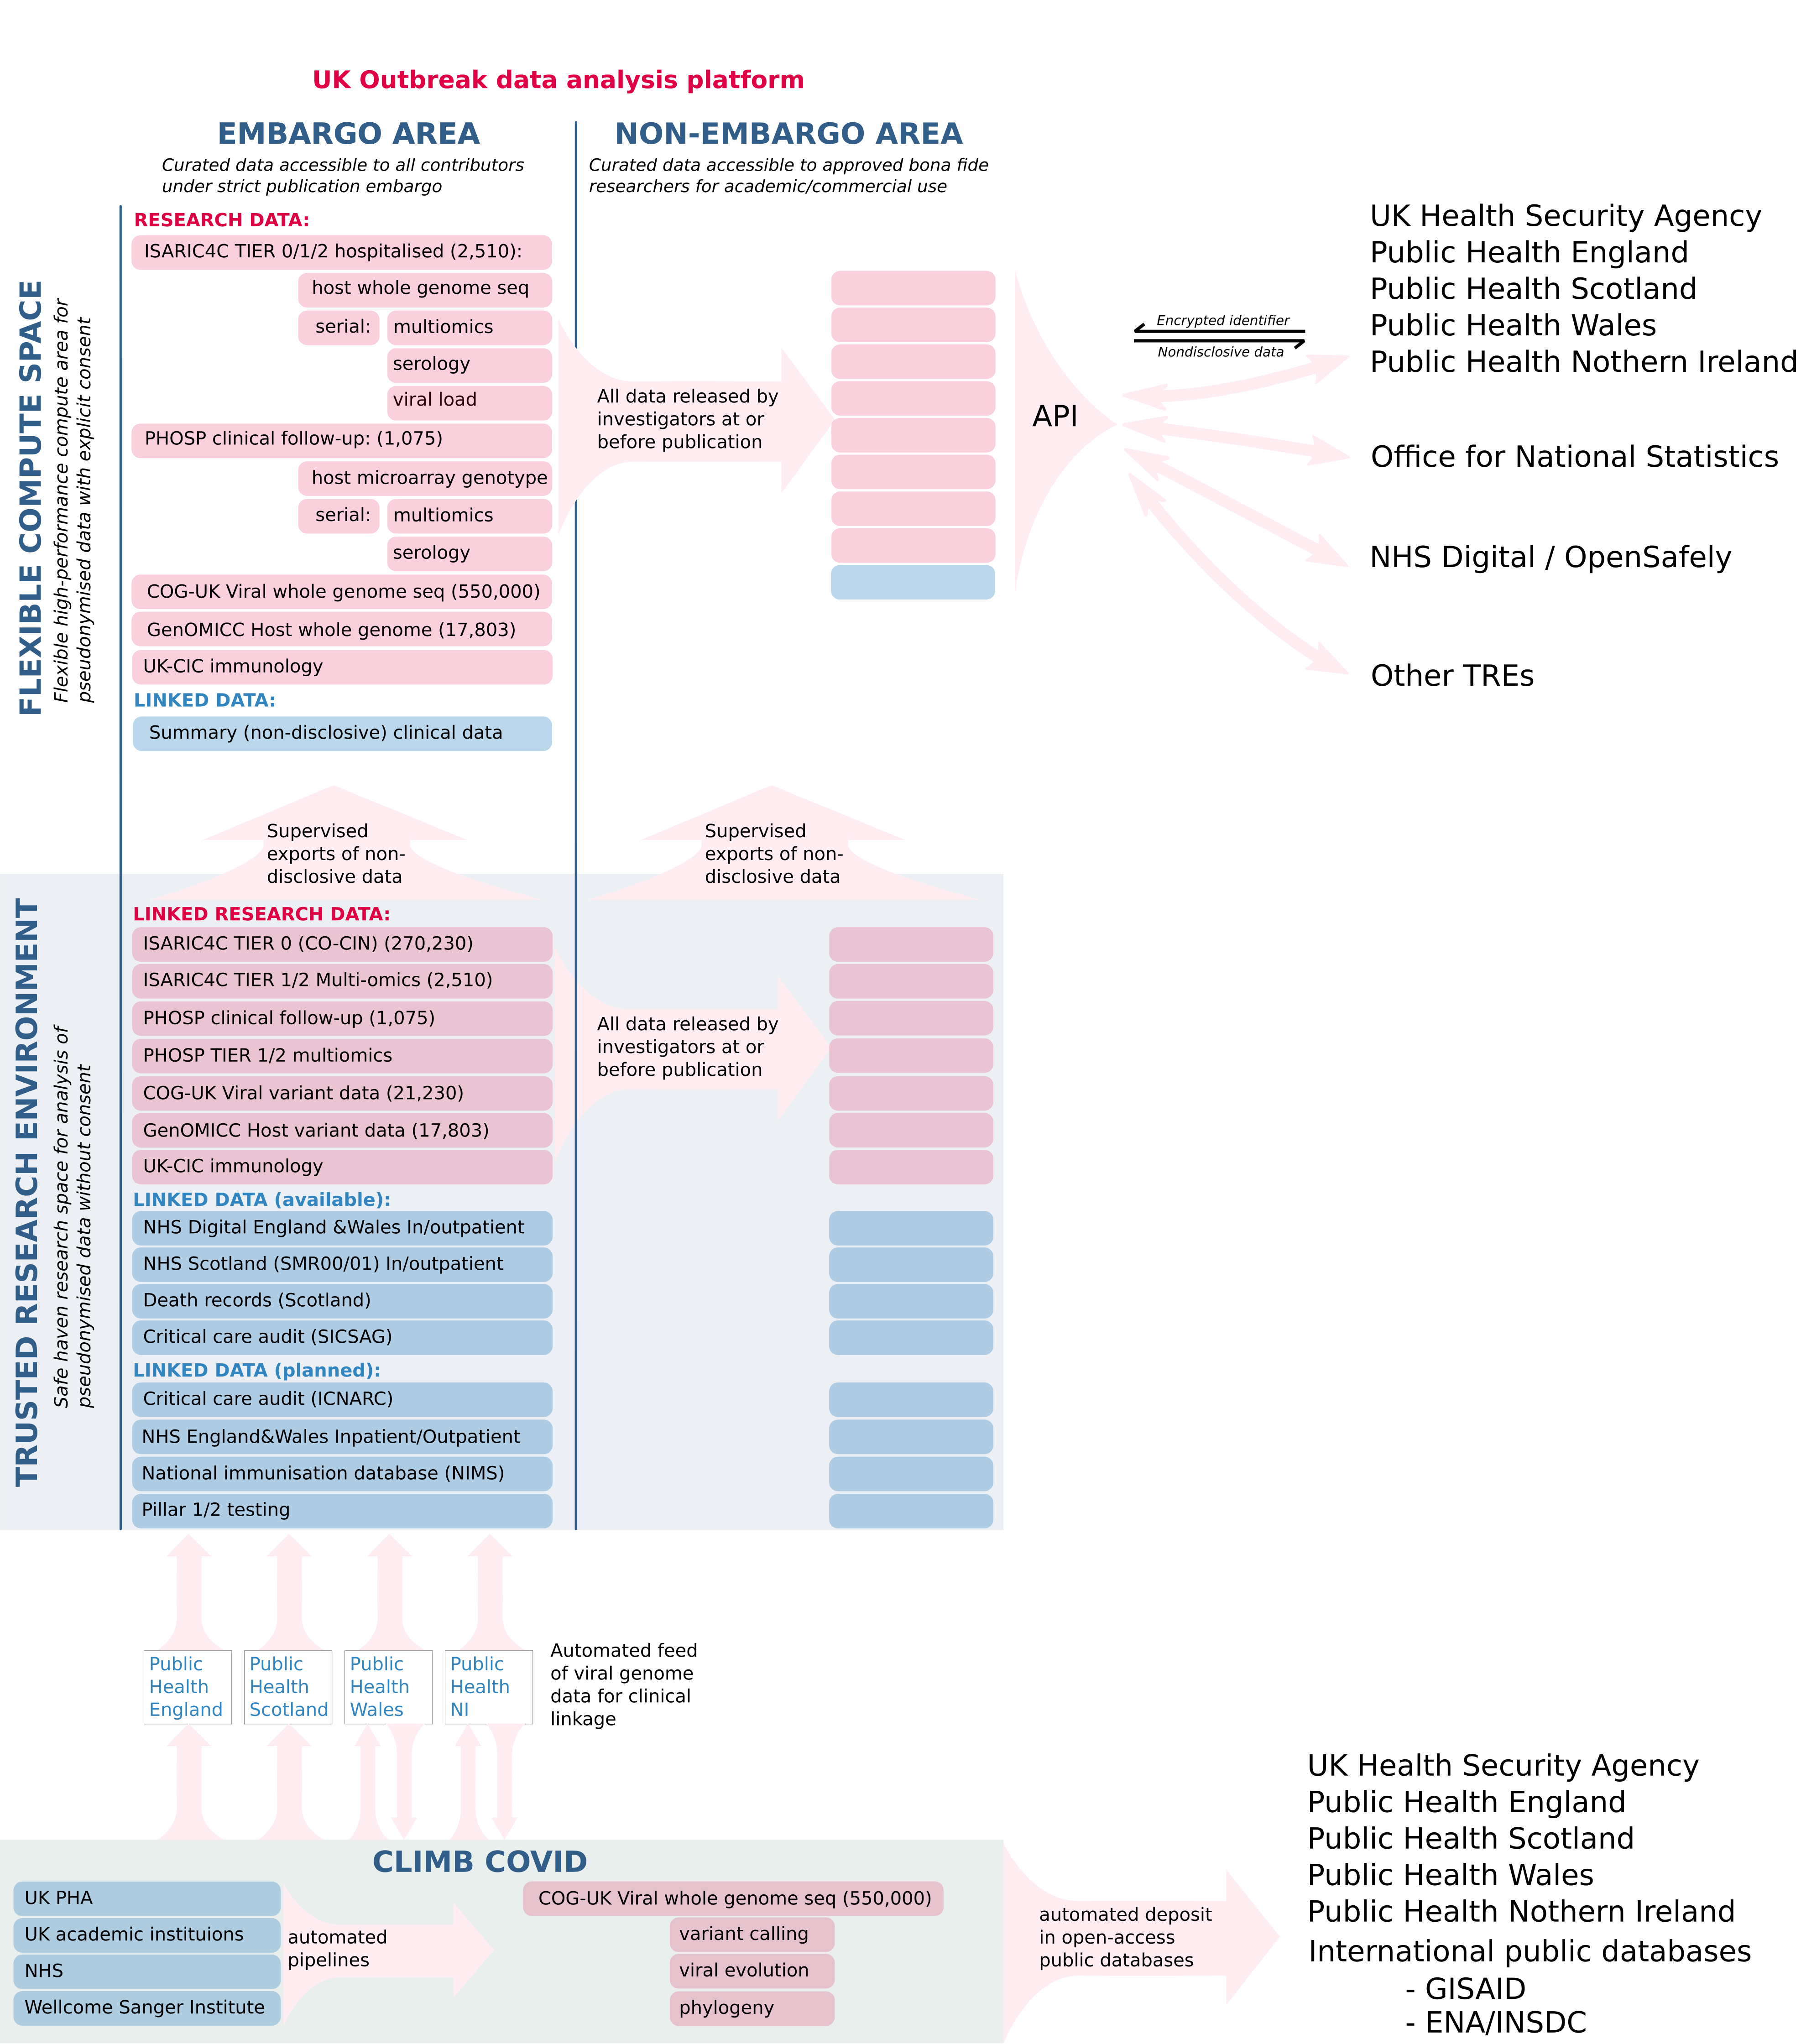 UK Outbreak data analysis platform
EMBARGO AREA
Curated data accessible to all contributors
under strict publication embargo
NON-EMBARGO AREA
Curated data accessible to approved bona fide
researchers for academic/commercial use
FLEXIBLE COMPUTE SPACE
Flexible high-performance compute area for
pseudonymised data with explicit consent
RESEARCH DATA:
ISARIC4C TIER 0/1/2 hospitalised (2,510):
host whole genome seq
serial:
multiomics
serology
viral load
PHOSP clinical follow-up: (1,075)
host microarray genotype
serial:
multiomics
serology
COG-UK Viral whole genome seq (550,000)
GenOMICC Host whole genome (17,803)
UK-CIC immunology
LINKED DATA:
Summary (non-disclosive) clinical data
All data released by
investigators at or
before publication
API
Encrypted identifier
Nondisclosive data
UK Health Security Agency
Public Health England
Public Health Scotland
Public Health Wales
Public Health Nothern Ireland
Office for National Statistics
NHS Digital / OpenSafely
Other TREs
Supervised
exports of non-
disclosive data
Supervised
exports of non-
disclosive data
TRUSTED RESEARCH ENVIRONMENT
Safe haven research space for analysis of
pseudonymised data without consent
LINKED RESEARCH DATA:
ISARIC4C TIER 0 (CO-CIN) (270,230)
ISARIC4C TIER 1/2 Multi-omics (2,510)
PHOSP clinical follow-up (1,075)
PHOSP TIER 1/2 multiomics
COG-UK Viral variant data (21,230)
GenOMICC Host variant data (17,803)
UK-CIC immunology
All data released by
investigators at or
before publication
LINKED DATA (available):
NHS Digital England &Wales In/outpatient
NHS Scotland (SMR00/01) In/outpatient
Death records (Scotland)
Critical care audit (SICSAG)
LINKED DATA (planned):
Critical care audit (ICNARC)
NHS England&Wales Inpatient/Outpatient
National immunisation database (NIMS)
Pillar 1/2 testing
Public
Health
England
Public
Health
Scotland
Public
Health
Wales
Public
Health
NI
Automated feed
of viral genome
data for clinical
linkage
CLIMB COVID
UK PHA
UK academic instituions
NHS
Wellcome Sanger Institute
automated
pipelines
COG-UK Viral whole genome seq (550,000)
variant calling
viral evolution
phylogeny
automated deposit
in open-access
public databases
UK Health Security Agency
Public Health England
Public Health Scotland
Public Health Wales
Public Health Nothern Ireland
International public databases
- GISAID
- ENA/INSDC